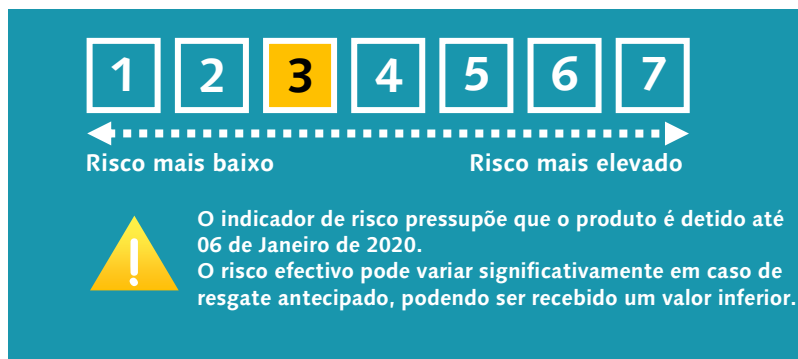 1 2 3 4 5 6 7
Risco mais baixo Risco mais elevado
!
O indicador de risco pressupõe que o produto é detido até
06 de Janeiro de 2020.
O risco efectivo pode variar significativamente em caso de
resgate antecipado, podendo ser recebido um valor inferior.